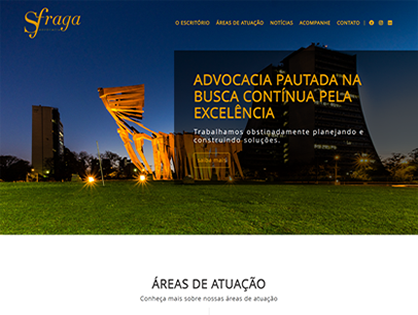 Sfraga
O ESCRITÓRIO ÁREAS DE ATUAÇÃO NOTÍCIAS ACOMPANHE CONTATO
ADVOCACIA PAUTADA NA
BUSCA CONTÍNUA PELA
EXCELÊNCIA
Trabalhamos obstinadamente planejando e
construindo soluções.
Saiba mais
ÁREAS DE ATUAÇÃO
Conheça mais sobre nossas áreas de atuação